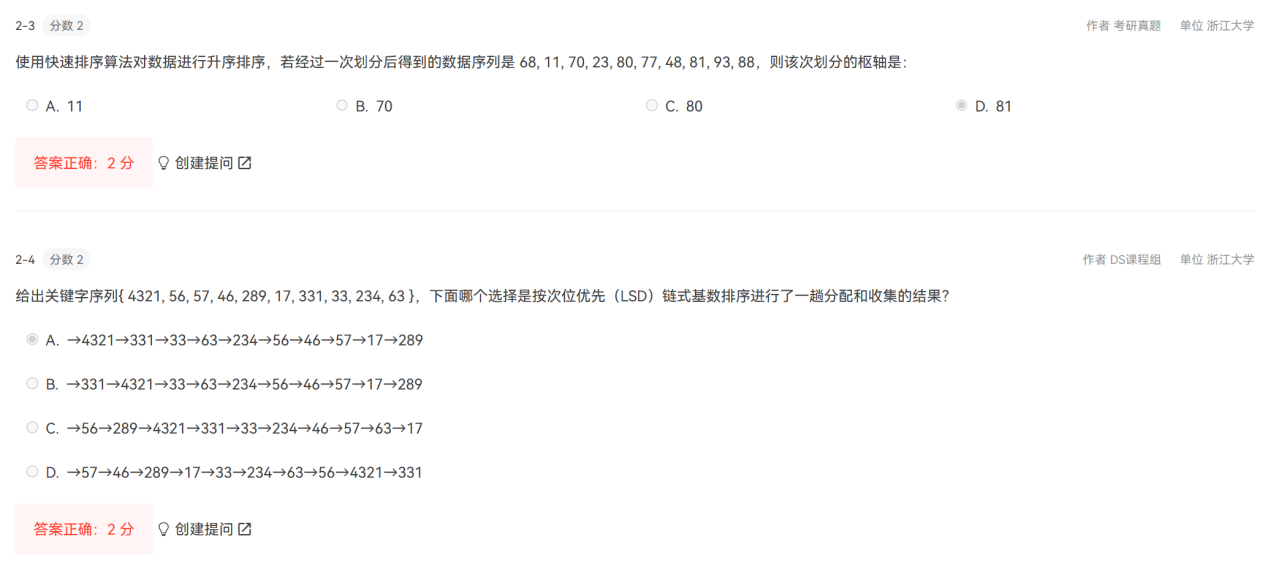 2-3 分数 2 作者 考研真题 单位 浙江大学
使用快速排序算法对数据进行升序排序，若经过一次划分后得到的数据序列是 68, 11, 70, 23, 80, 77, 48, 81, 93, 88，则该次划分的枢轴是：
A. 11 B. 70 C. 80 D. 81
答案正确：2 分 创建提问
2-4 分数 2 作者 DS课程组 单位 浙江大学
给出关键字序列{ 4321, 56, 57, 46, 289, 17, 331, 33, 234, 63 }，下面哪个选择是按次位优先（LSD）链式基数排序进行了一趟分配和收集的结果？
A. →4321→331→33→63→234→56→46→57→17→289
B. →331→4321→33→63→234→56→46→57→17→289
C. →56→289→4321→331→33→234→46→57→63→17
D. →57→46→289→17→33→234→63→56→4321→331
答案正确：2 分 创建提问